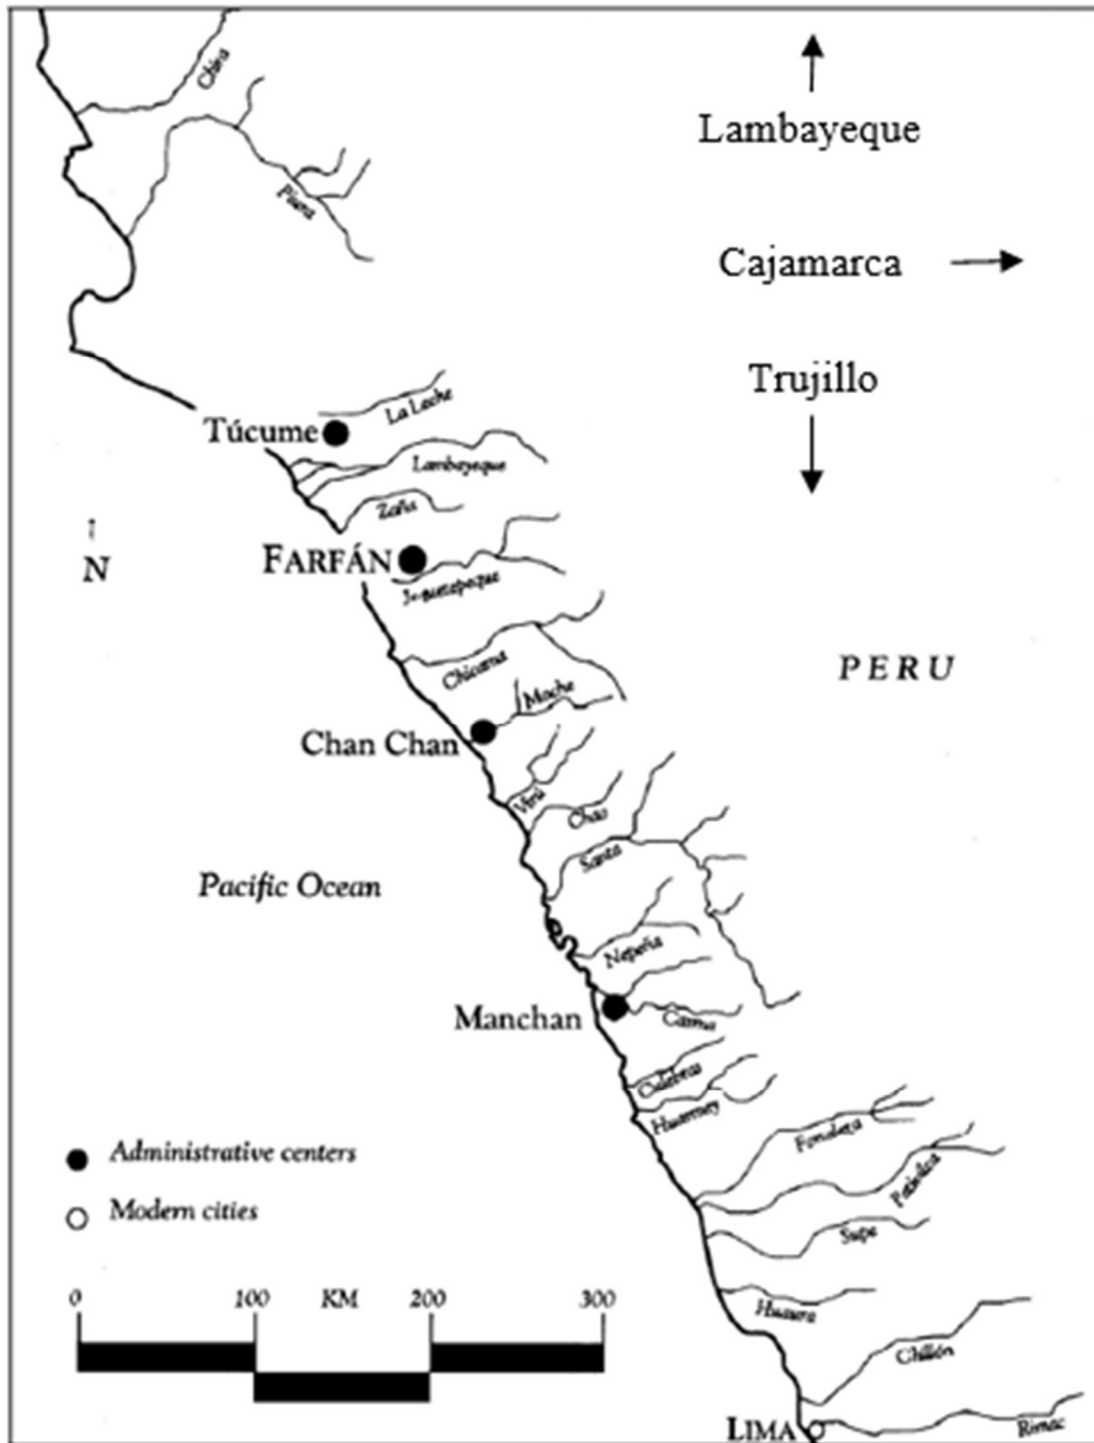 Chira
Lambayeque
Piura
Cajamarca
Trujillo
La Leche
Túcume
Lambayeque
Zaña
N
FARFÁN
Jequetepeque
PERU
Chicama
Moche
Chan Chan
Virú
Chao
Santa
Pacific Ocean
Nepeña
Manchan
Casma
Culebras
Huarmey
Fortaleza
Administrative centers
Pativilca
Modern cities
Supe
0 100 KM 200 300
Huaura
Chillón
LIMA
Rimac